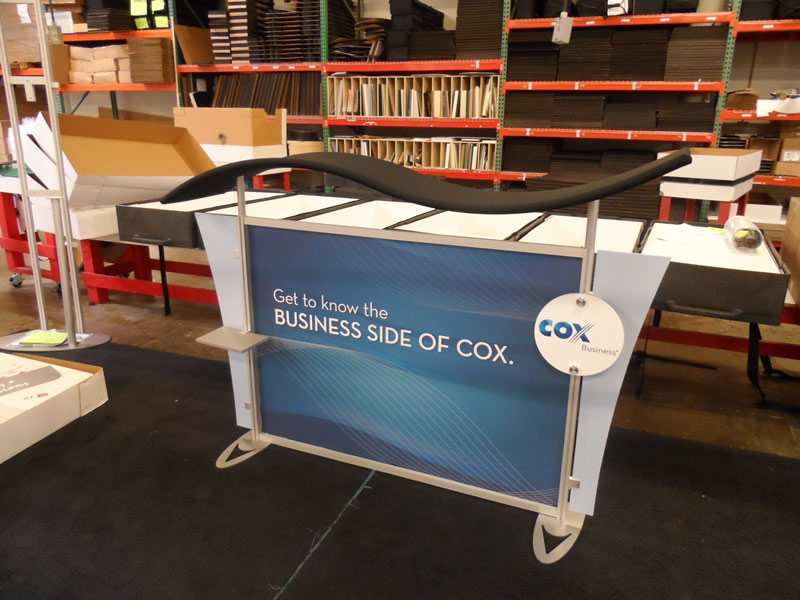 Get to know the
BUSINESS SIDE OF COX.
COX
Business